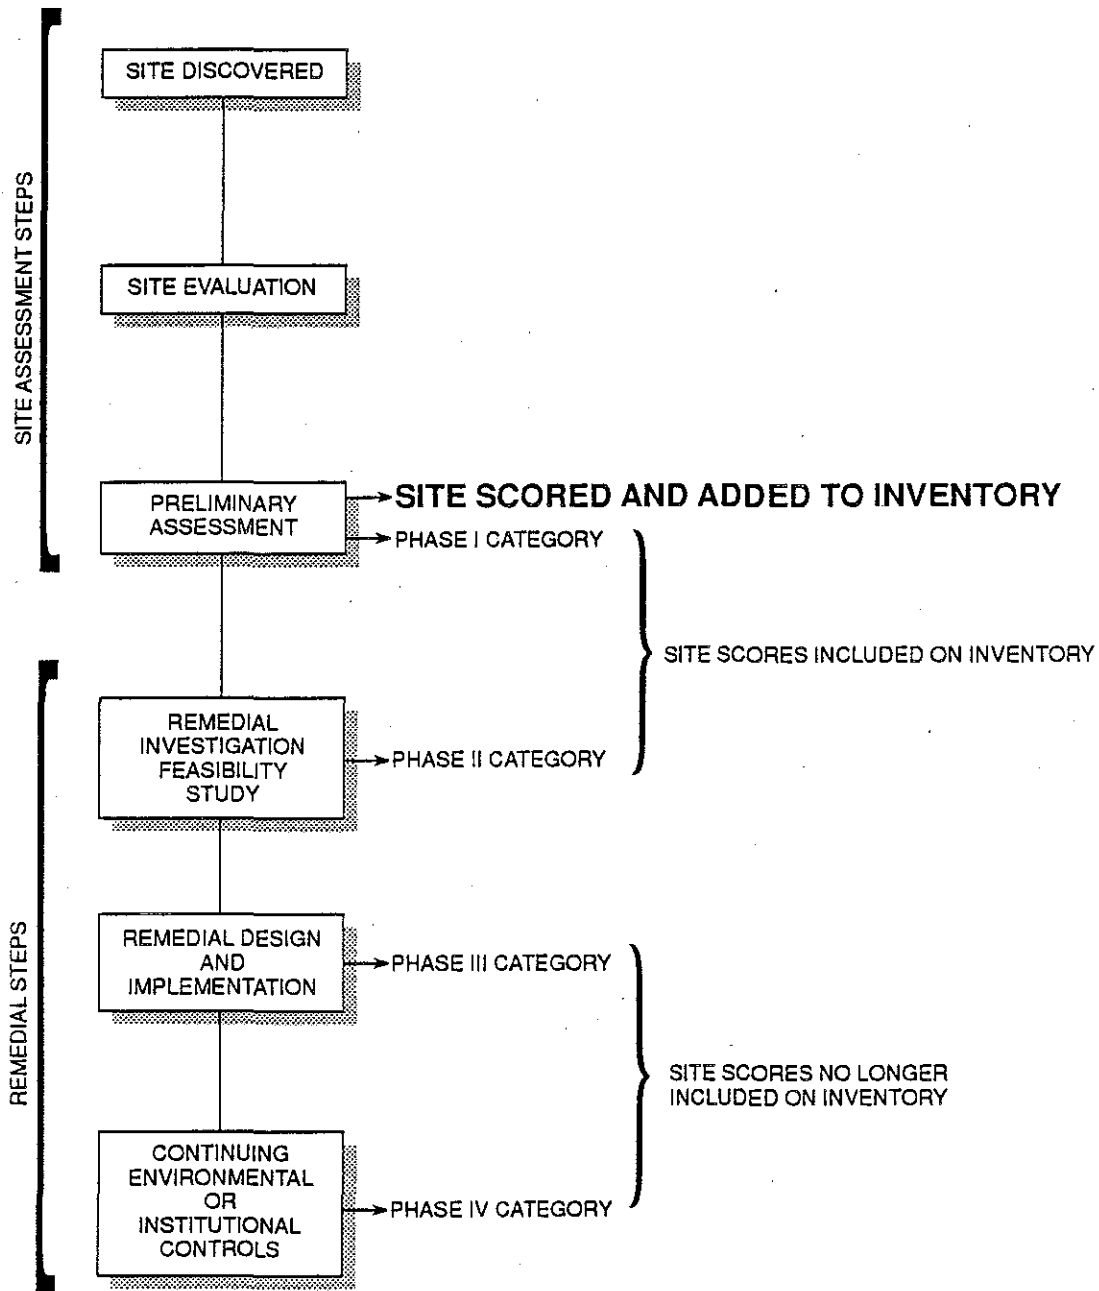 SITE ASSESSMENT STEPS
SITE DISCOVERED
SITE EVALUATION
PRELIMINARY
ASSESSMENT
SITE SCORED AND ADDED TO INVENTORY
PHASE I CATEGORY
SITE SCORES INCLUDED ON INVENTORY
REMEDIAL STEPS
REMEDIAL
INVESTIGATION
FEASIBILITY
STUDY
PHASE II CATEGORY
REMEDIAL DESIGN
AND
IMPLEMENTATION
PHASE III CATEGORY
SITE SCORES NO LONGER
INCLUDED ON INVENTORY
CONTINUING
ENVIRONMENTAL
OR
INSTITUTIONAL
CONTROLS
PHASE IV CATEGORY